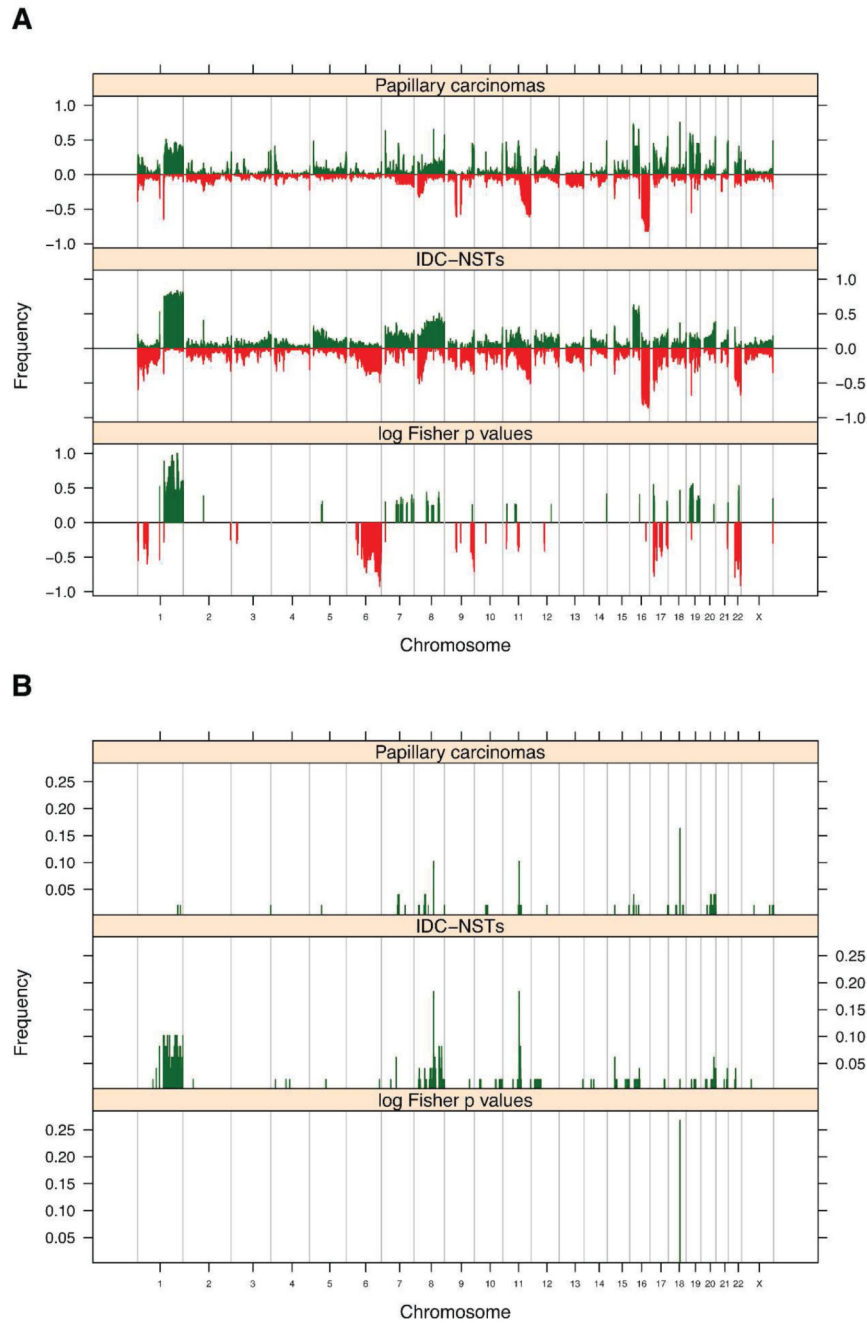 A
Papillary carcinomas
1.0
0.5
0.0
−0.5
−1.0
IDC−NSTs
1.0
0.5
0.0
−0.5
−1.0
Frequency
log Fisher p values
1.0
0.5
0.0
−0.5
−1.0
1 2 3 4 5 6 7 8 9 10 11 12 13 14 15 16 17 18 19 20 21 22 X
Chromosome
B
Papillary carcinomas
0.25
0.20
0.15
0.10
0.05
IDC−NSTs
0.25
0.20
0.15
0.10
0.05
Frequency
log Fisher p values
0.25
0.20
0.15
0.10
0.05
1 2 3 4 5 6 7 8 9 10 11 12 13 14 15 16 17 18 19 20 21 22 X
Chromosome